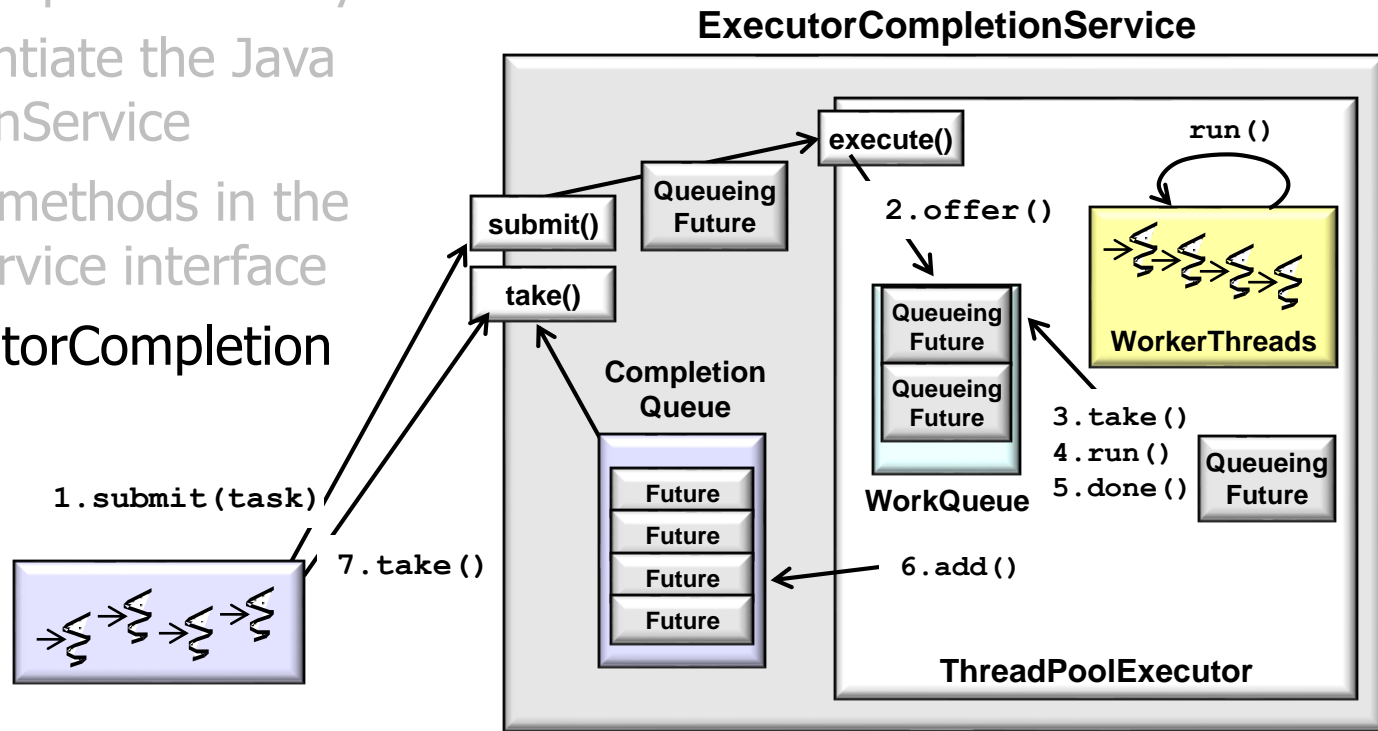 ntiate the Java
nService
methods in the
rvice interface
torCompletion
ExecutorCompletionService
execute()
run()
Queueing
Future
submit()
take()
2.offer()
Queueing
Future
Queueing
Future
WorkQueue
WorkerThreads
3.take()
4.run()
5.done()
Queueing
Future
Completion
Queue
Future
Future
Future
Future
1.submit(task)
7.take()
6.add()
ThreadPoolExecutor